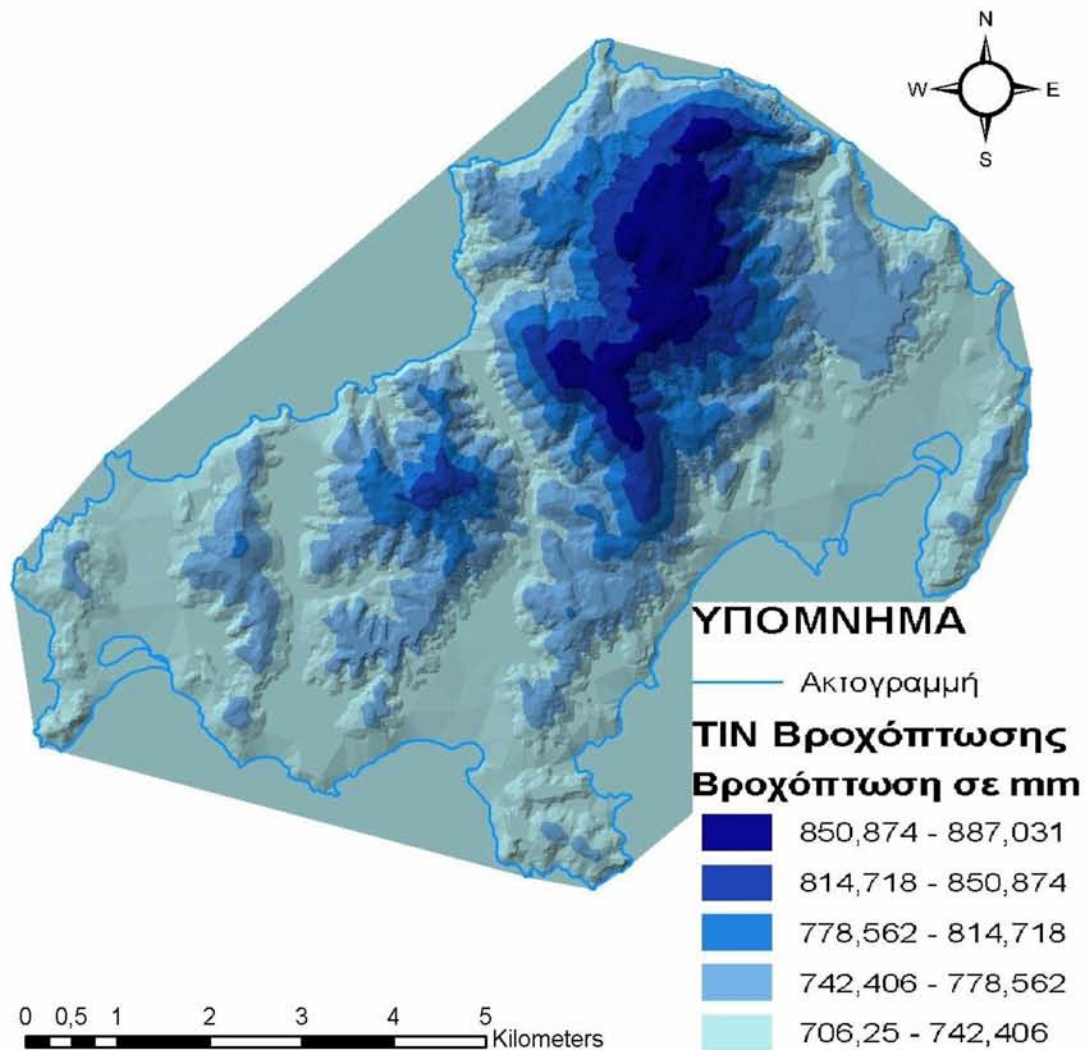 N
W E
S
ΥΠΟΜΝΗΜΑ
Ακτογραμμή
TIN Βροχόπτωσης
Βροχόπτωση σε mm
850,874 - 887,031
814,718 - 850,874
778,562 - 814,718
742,406 - 778,562
706,25 - 742,406
0 0,5 1 2 3 4 5
Kilometers